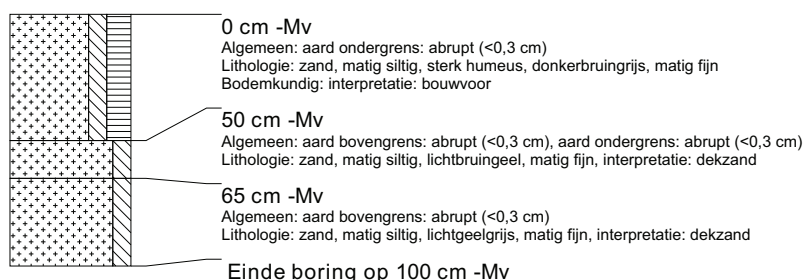 0 cm -Mv
Algemeen: aard ondergrens: abrupt (<0,3 cm)
Lithologie: zand, matig siltig, sterk humeus, donkerbruingrijs, matig fijn
Bodemkundig: interpretatie: bouwvoor
50 cm -Mv
Algemeen: aard bovengrens: abrupt (<0,3 cm), aard ondergrens: abrupt (<0,3 cm)
Lithologie: zand, matig siltig, lichtbruingeel, matig fijn, interpretatie: dekzand
65 cm -Mv
Algemeen: aard bovengrens: abrupt (<0,3 cm)
Lithologie: zand, matig siltig, lichtgeelgrijs, matig fijn, interpretatie: dekzand
Einde boring op 100 cm -Mv